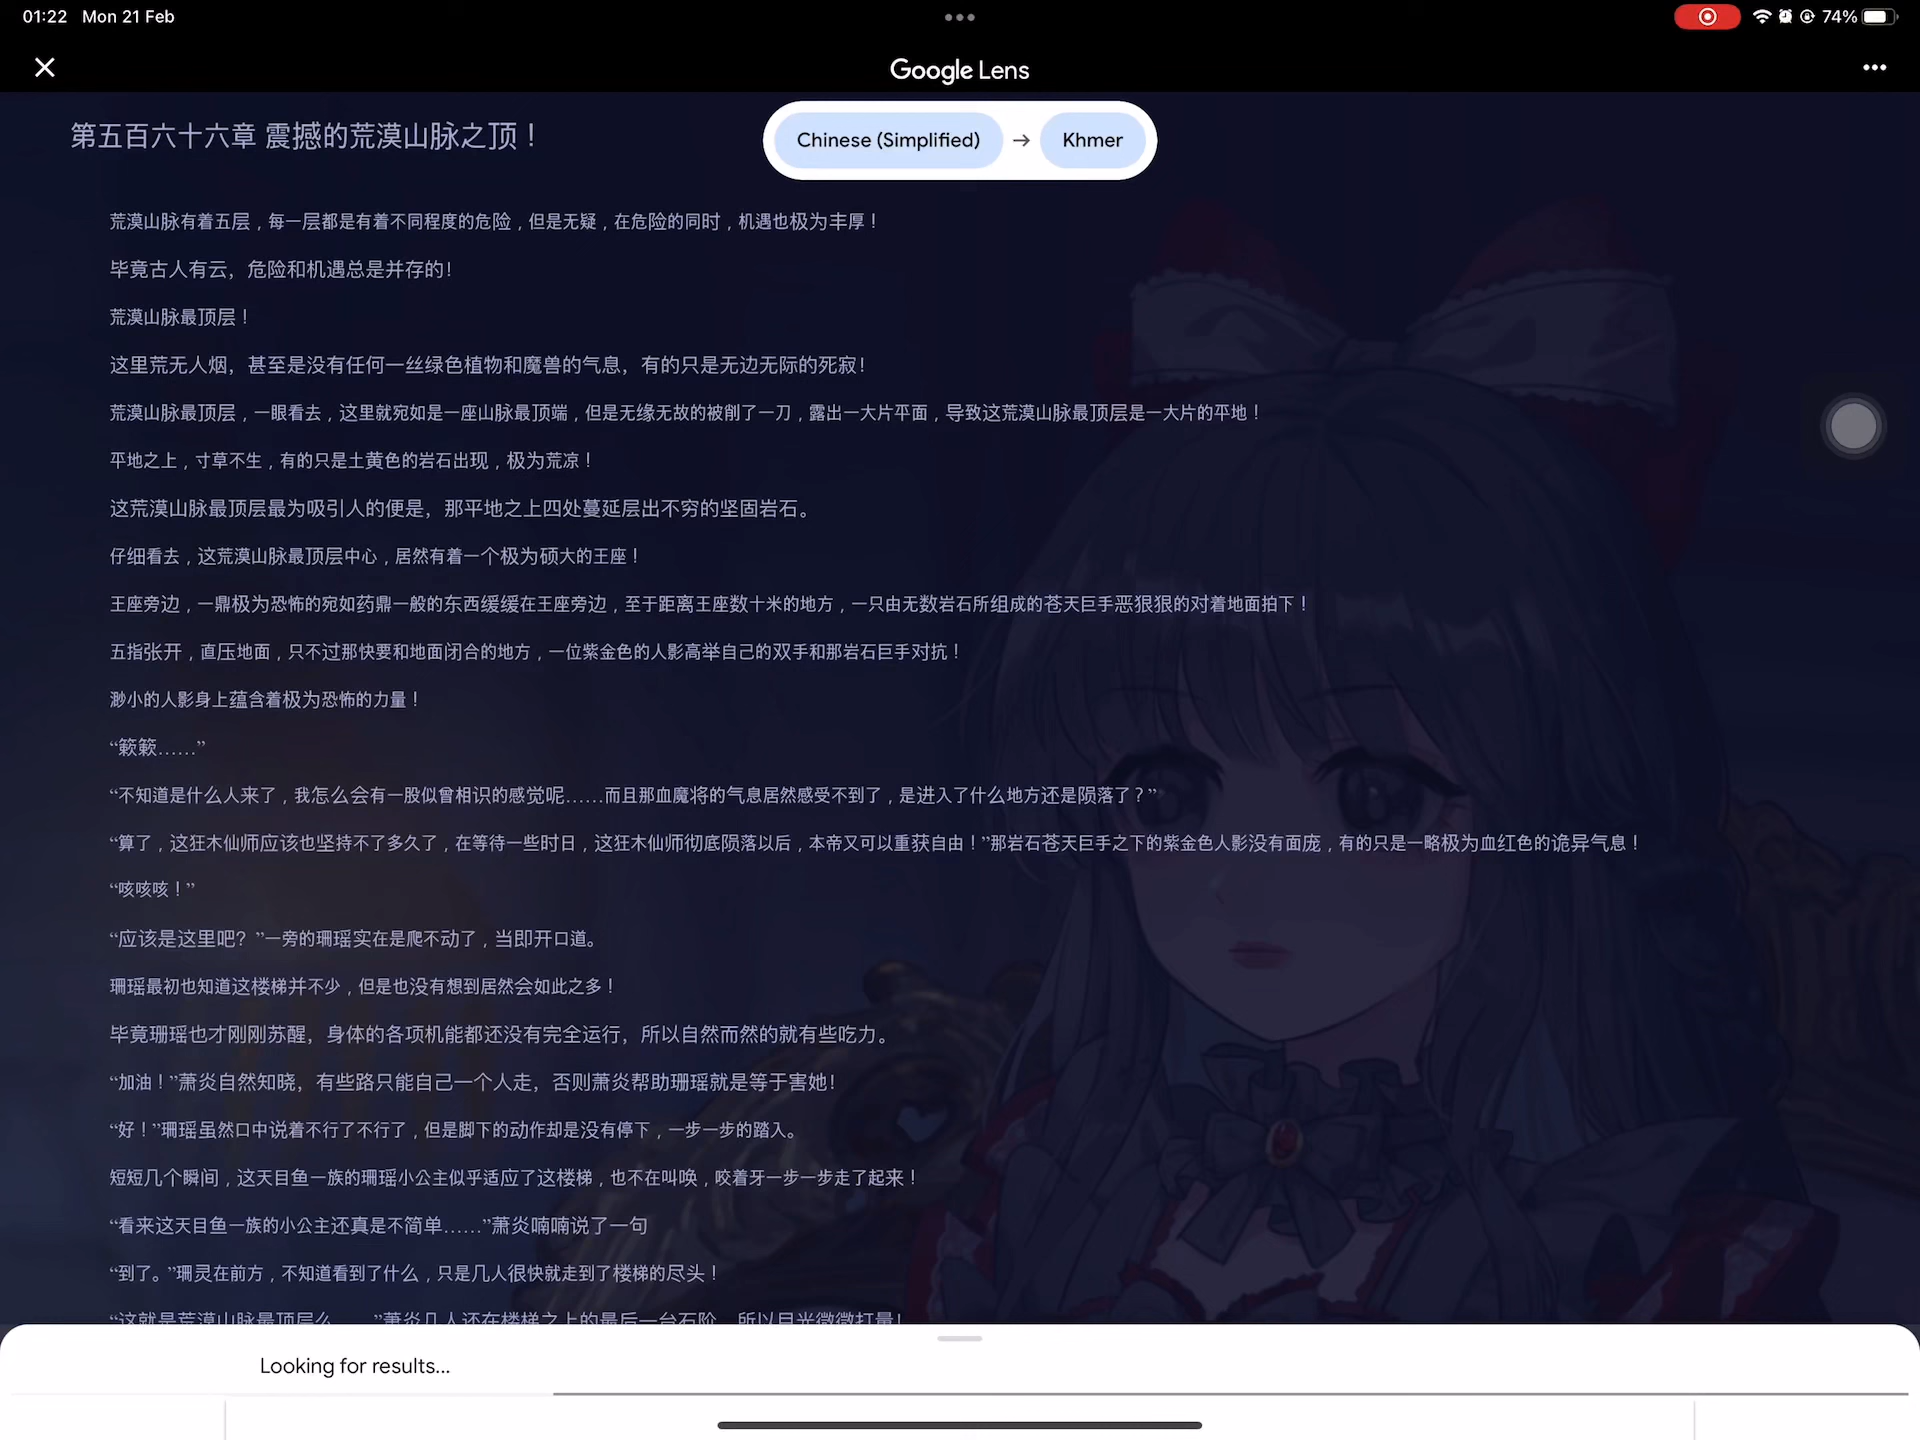 01:22 Mon 21 Feb
74%
Google Lens
第五百六十六章 震撼的荒漠山脉之顶！
Chinese (Simplified) → Khmer
荒漠山脉有着五层，每一层都是有着不同程度的危险，但是无疑，在危险的同时，机遇也极为丰厚！
毕竟古人有云，危险和机遇总是并存的！
荒漠山脉最顶层！
这里荒无人烟，甚至是没有任何一丝绿色植物和魔兽的气息，有的只是无边无际的死寂！
荒漠山脉最顶层，一眼看去，这里就宛如是一座山脉最顶端，但是无缘无故的被削了一刀，露出一大片平面，导致这荒漠山脉最顶层是一大片的平地！
平地之上，寸草不生，有的只是土黄色的岩石出现，极为荒凉！
这荒漠山脉最顶层最为吸引人的便是，那平地之上四处蔓延层出不穷的坚固岩石。
仔细看去，这荒漠山脉最顶层中心，居然有着一个极为硕大的王座！
王座旁边，一鼎极为恐怖的宛如药鼎一般的东西缓缓在王座旁边，至于距离王座数十米的地方，一只由无数岩石所组成的苍天巨手恶狠狠的对着地面拍下！
五指张开，直压地面，只不过那快要和地面闭合的地方，一位紫金色的人影高举自己的双手和那岩石巨手对抗！
渺小的人影身上蕴含着极为恐怖的力量！
“簌簌……”
“不知道是什么人来了，我怎么会有一股似曾相识的感觉呢……而且那血魔将的气息居然感受不到了，是进入了什么地方还是陨落了？”
“算了，这狂木仙师应该也坚持不了多久了，在等待一些时日，这狂木仙师彻底陨落以后，本帝又可以重获自由！”那岩石苍天巨手之下的紫金色人影没有面庞，有的只是一略极为血红色的诡异气息！
“咳咳咳！”
“应该是这里吧？”一旁的珊瑶实在是爬不动了，当即开口道。
珊瑶最初也知道这楼梯并不少，但是也没有想到居然会如此之多！
毕竟珊瑶也才刚刚苏醒，身体的各项机能都还没有完全运行，所以自然而然的就有些吃力。
“加油！”萧炎自然知晓，有些路只能自己一个人走，否则萧炎帮助珊瑶就是等于害她！
“好！”珊瑶虽然口中说着不行了不行了，但是脚下的动作却是没有停下，一步一步的踏入。
短短几个瞬间，这天目鱼一族的珊瑶小公主似乎适应了这楼梯，也不在叫唤，咬着牙一步一步走了起来！
“看来这天目鱼一族的小公主还真是不简单……”萧炎喃喃说了一句
“到了。”珊灵在前方，不知道看到了什么，只是几人很快就走到了楼梯的尽头！
“这就是荒漠山脉最顶层么……”萧炎几人还在楼梯之上的最后一台石阶，所以目光微微打量！
Looking for results...